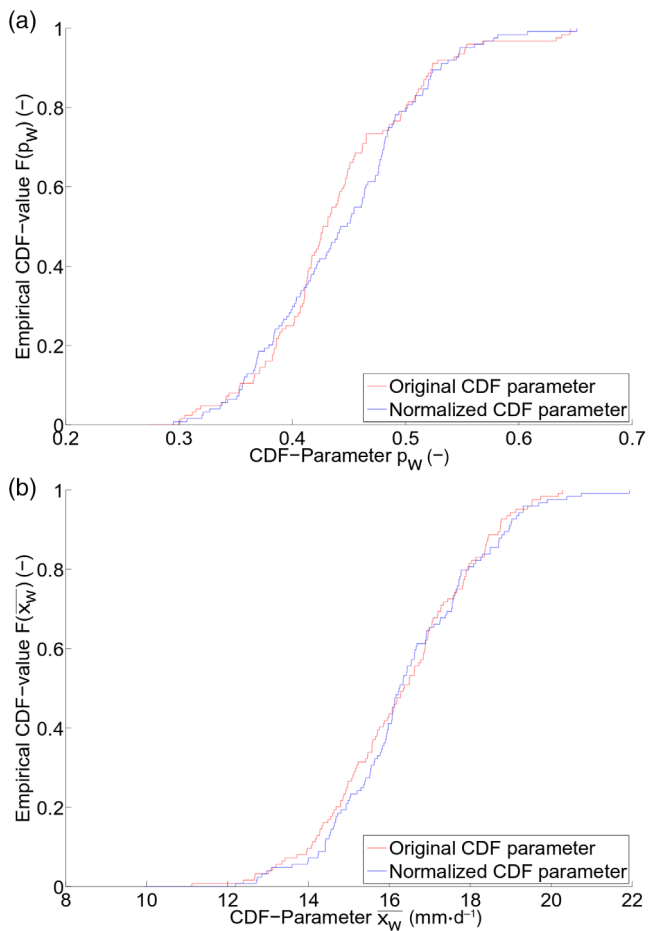 (a)
1
0.8
0.6
0.4
0.2
0
Empirical CDF−value F(pW) (−)
Original CDF parameter
Normalized CDF parameter
0.2 0.3 0.4 0.5 0.6 0.7
CDF−Parameter pW (−)
(b)
1
0.8
0.6
0.4
0.2
0
Empirical CDF−value F(x̅W̅) (−)
Original CDF parameter
Normalized CDF parameter
8 10 12 14 16 18 20 22
CDF−Parameter x̅W̅ (mm·d⁻¹)